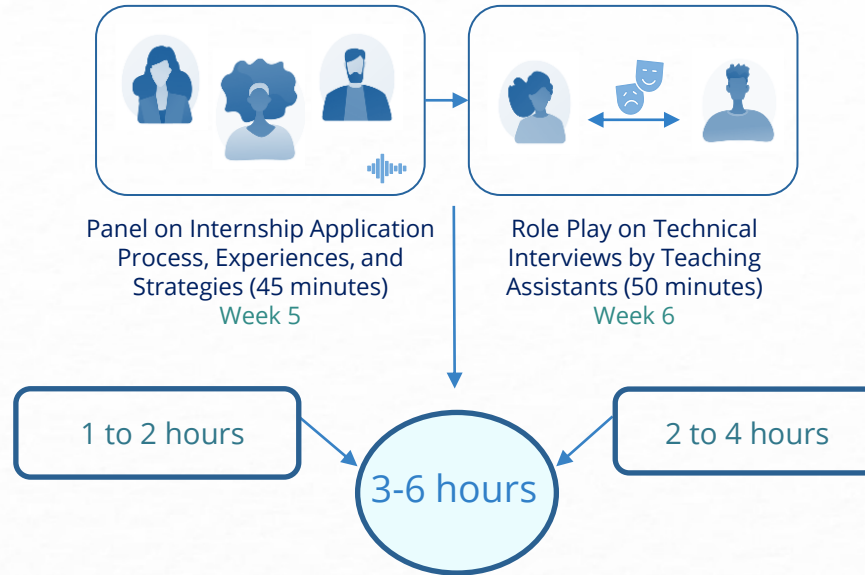 Panel on Internship Application
Process, Experiences, and
Strategies (45 minutes)
Week 5
Role Play on Technical
Interviews by Teaching
Assistants (50 minutes)
Week 6
1 to 2 hours
3-6 hours
2 to 4 hours